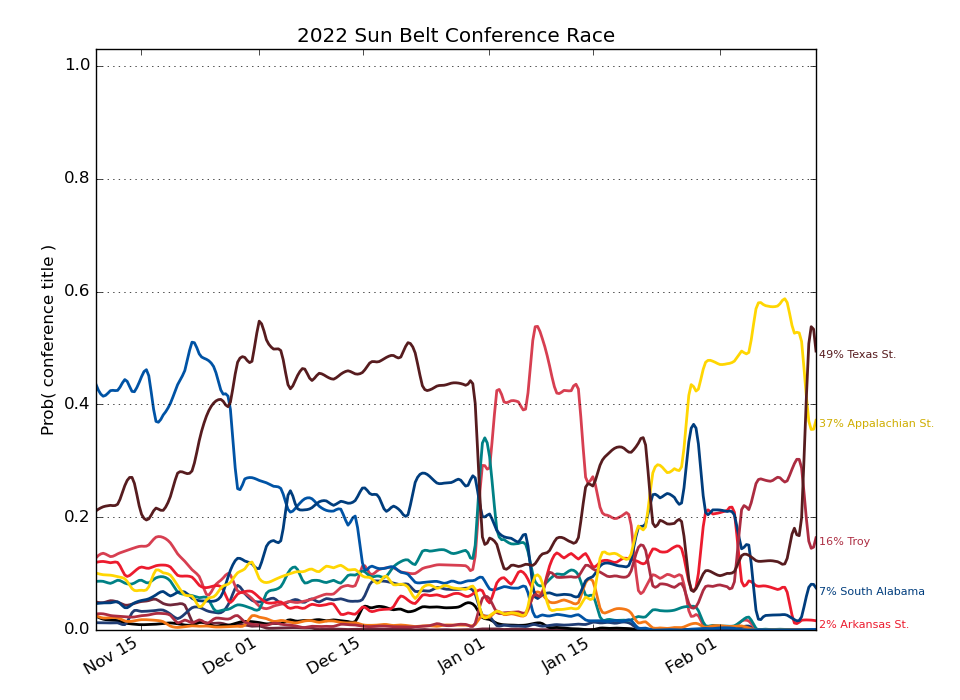 2022 Sun Belt Conference Race
Prob( conference title )
1.0
0.8
0.6
0.4
0.2
0.0
Nov 15
Dec 01
Dec 15
Jan 01
Jan 15
Feb 01
49% Texas St.
37% Appalachian St.
16% Troy
7% South Alabama
2% Arkansas St.